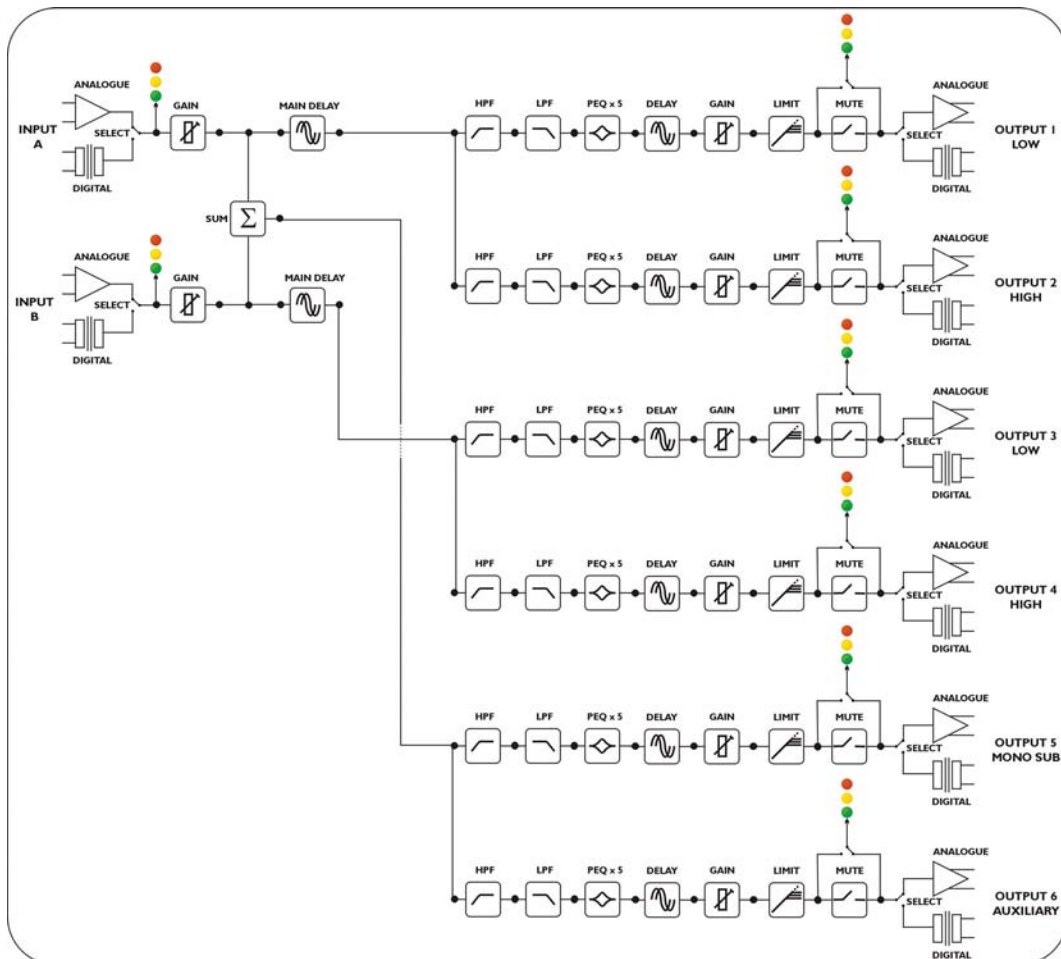 ANALOGUE
GAIN
MAIN DELAY
INPUT
A
SELECT
DIGITAL
SUM
Σ
ANALOGUE
GAIN
MAIN DELAY
INPUT
B
SELECT
DIGITAL
HPF LPF PEQ x 5 DELAY GAIN LIMIT MUTE
ANALOGUE
SELECT
DIGITAL
OUTPUT 1
LOW
HPF LPF PEQ x 5 DELAY GAIN LIMIT MUTE
ANALOGUE
SELECT
DIGITAL
OUTPUT 2
HIGH
HPF LPF PEQ x 5 DELAY GAIN LIMIT MUTE
ANALOGUE
SELECT
DIGITAL
OUTPUT 3
LOW
HPF LPF PEQ x 5 DELAY GAIN LIMIT MUTE
ANALOGUE
SELECT
DIGITAL
OUTPUT 4
HIGH
HPF LPF PEQ x 5 DELAY GAIN LIMIT MUTE
ANALOGUE
SELECT
DIGITAL
OUTPUT 5
MONO SUB
HPF LPF PEQ x 5 DELAY GAIN LIMIT MUTE
ANALOGUE
SELECT
DIGITAL
OUTPUT 6
AUXILIARY